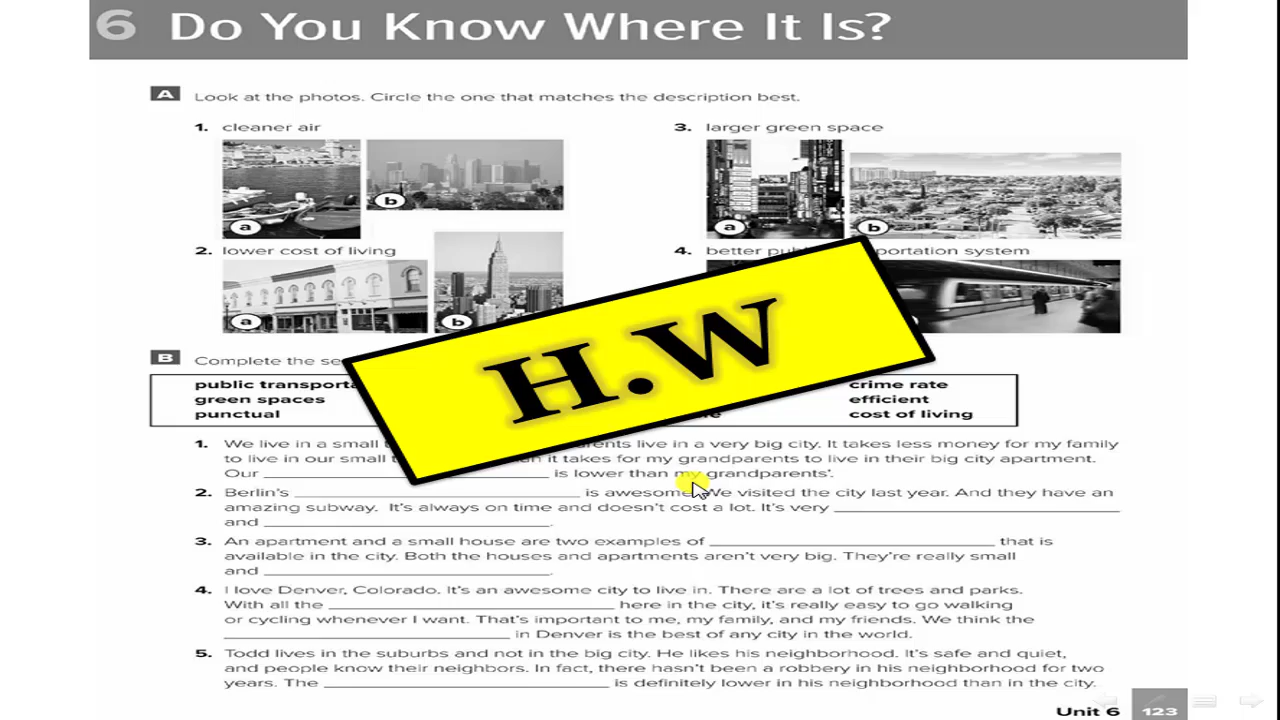 6 Do You Know Where It Is?
A Look at the photos. Circle the one that matches the description best.
1. cleaner air
a
b
2. lower cost of living
a
b
3. larger green space
a
b
4. better portation system
H.W
B Complete the
public transporta
green spaces
punctual
crime rate
efficient
cost of living
1. We live in a small live in a very big city. It takes less money for my family
to live in our small it takes for my grandparents to live in their big city apartment.
Our ____ is lower than my grandparents'.
2. Berlin's ____ is awesome. We visited the city last year. And they have an
amazing subway. It's always on time and doesn't cost a lot. It's very ____
and ____.
3. An apartment and a small house are two examples of ____ that is
available in the city. Both the houses and apartments aren't very big. They're really small
and ____.
4. I love Denver, Colorado. It's an awesome city to live in. There are a lot of trees and parks.
With all the ____ here in the city, it's really easy to go walking
or cycling whenever I want. That's important to me, my family, and my friends. We think the
____ in Denver is the best of any city in the world.
5. Todd lives in the suburbs and not in the big city. He likes his neighborhood. It's safe and quiet,
and people know their neighbors. In fact, there hasn't been a robbery in his neighborhood for two
years. The ____ is definitely lower in his neighborhood than in the city.
Unit 6 123